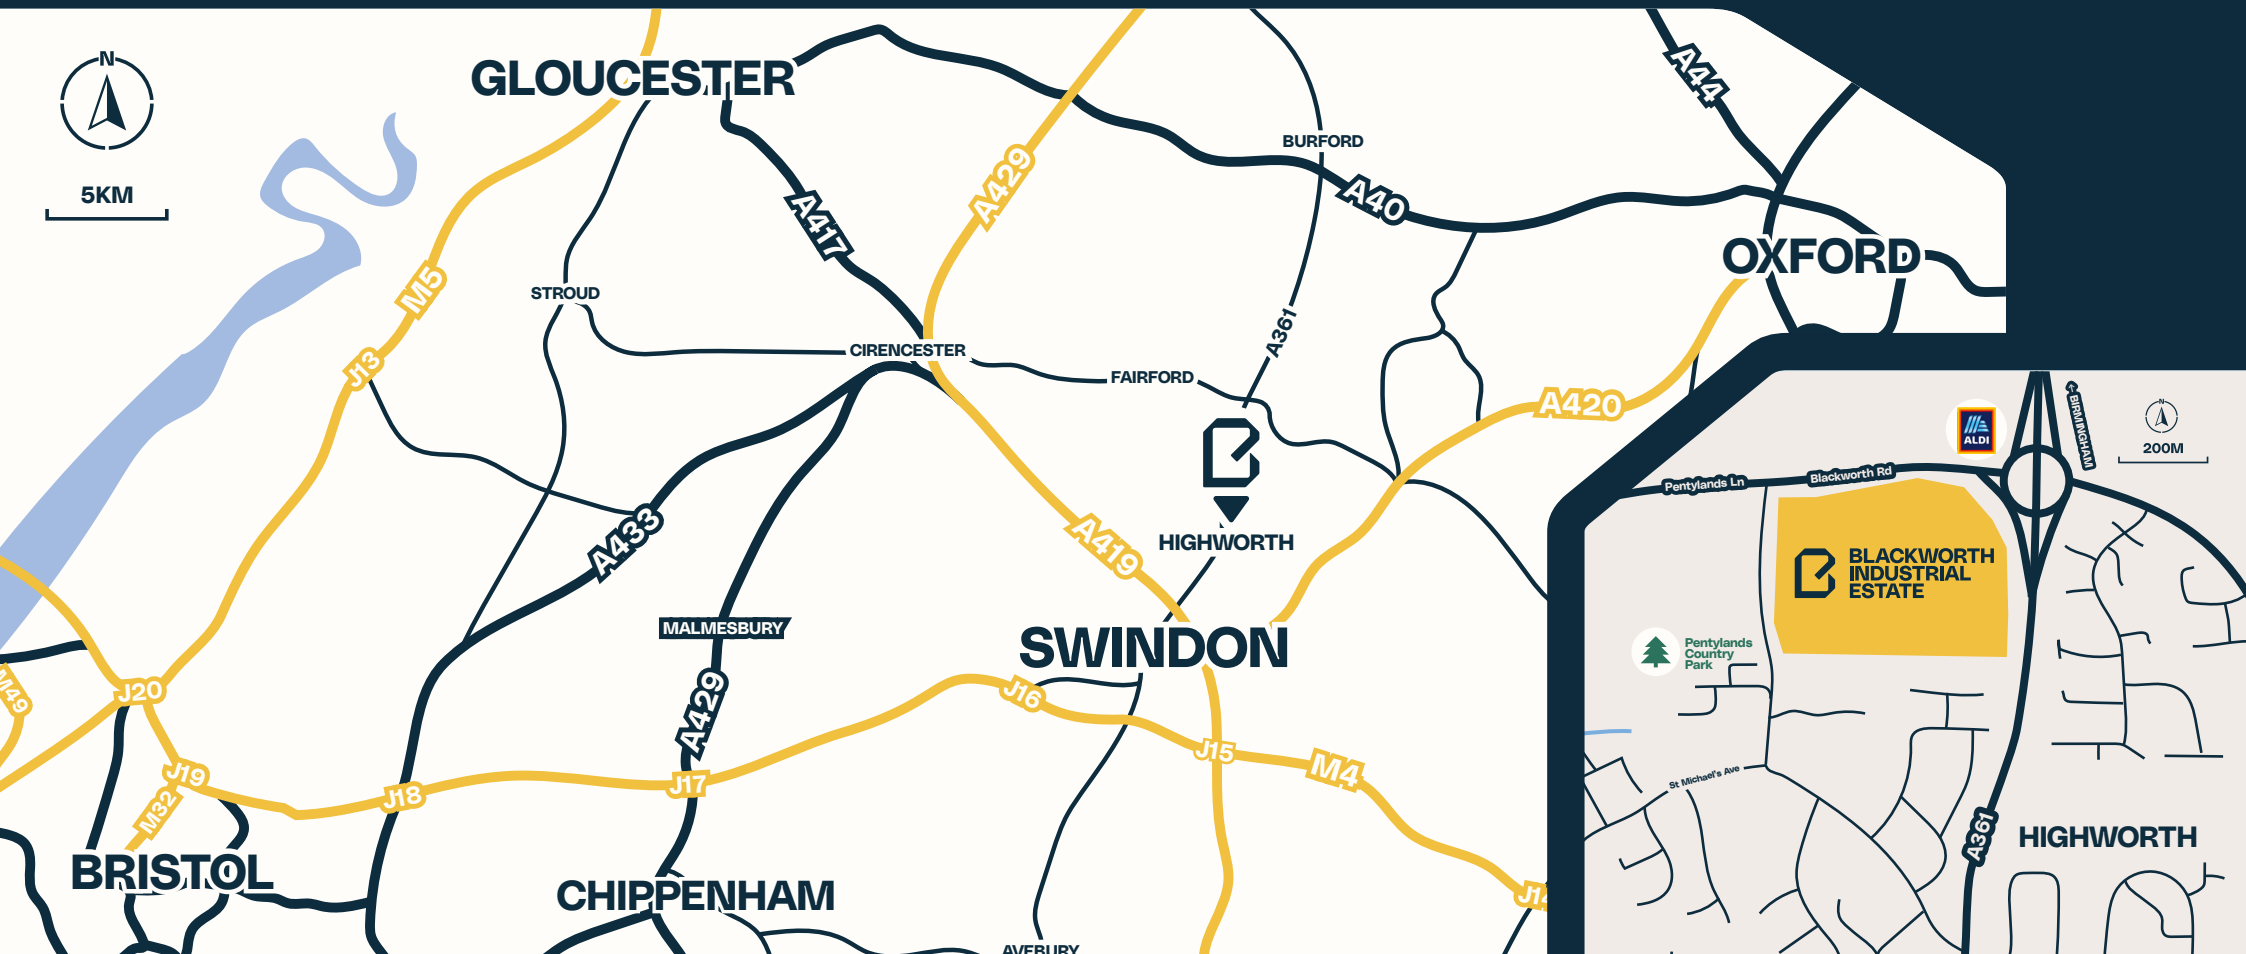 N
5KM
GLOUCESTER
A429
A417
BURFORD
A40
A44
OXFORD
M5
STROUD
J13
CIRENCESTER
FAIRFORD
A361
A420
A433
A419
HIGHWORTH
MALMESBURY
SWINDON
A429
M49
J20
J19
M32
J18
J17
J16
J15
M4
J14
BRISTOL
CHIPPENHAM
AVEBURY
ALDI
BIRMINGHAM
N
200M
Pentylands Ln
Blackworth Rd
BLACKWORTH
INDUSTRIAL
ESTATE
Pentylands
Country
Park
St Michael's Ave
A361
HIGHWORTH